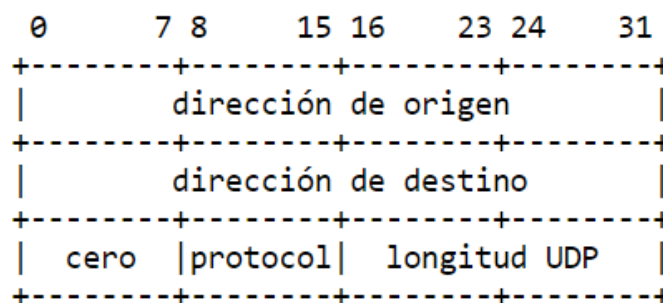 0 7 8 15 16 23 24 31
+--------+--------+--------+--------+
| dirección de origen |
+--------+--------+--------+--------+
| dirección de destino |
+--------+--------+--------+--------+
| cero |protocol| longitud UDP |
+--------+--------+--------+--------+